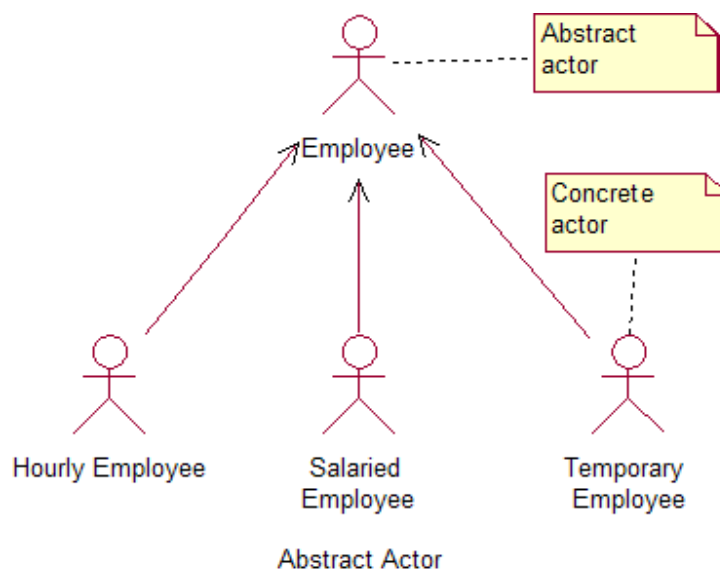 Abstract
actor
Employee
Concrete
actor
Hourly Employee
Salaried
Employee
Temporary
Employee
Abstract Actor